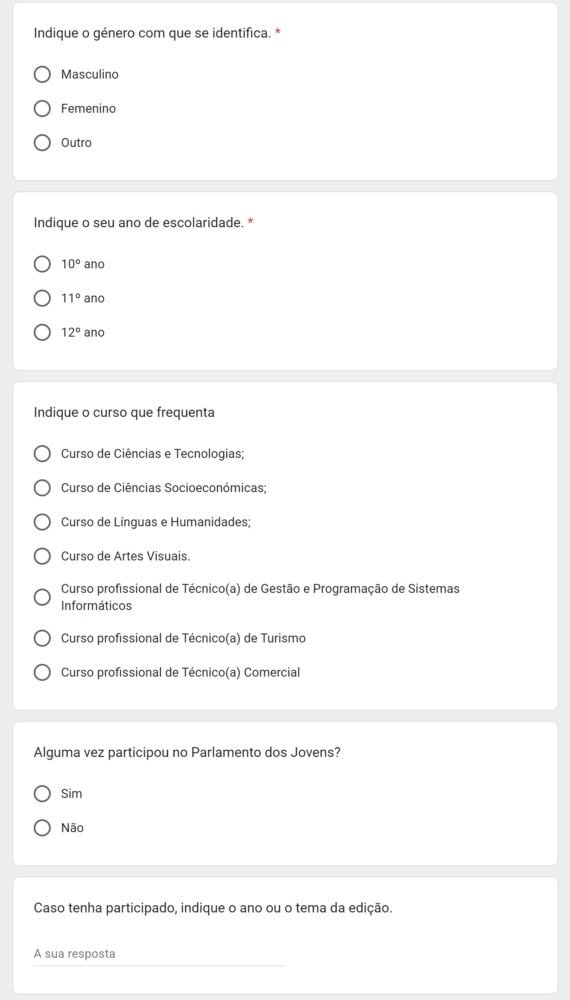 Indique o género com que se identifica. *
Masculino
Femenino
Outro
Indique o seu ano de escolaridade. *
10º ano
11º ano
12º ano
Indique o curso que frequenta
Curso de Ciências e Tecnologias;
Curso de Ciências Socioeconómicas;
Curso de Línguas e Humanidades;
Curso de Artes Visuais.
Curso profissional de Técnico(a) de Gestão e Programação de Sistemas
Informáticos
Curso profissional de Técnico(a) de Turismo
Curso profissional de Técnico(a) Comercial
Alguma vez participou no Parlamento dos Jovens?
Sim
Não
Caso tenha participado, indique o ano ou o tema da edição.
A sua resposta